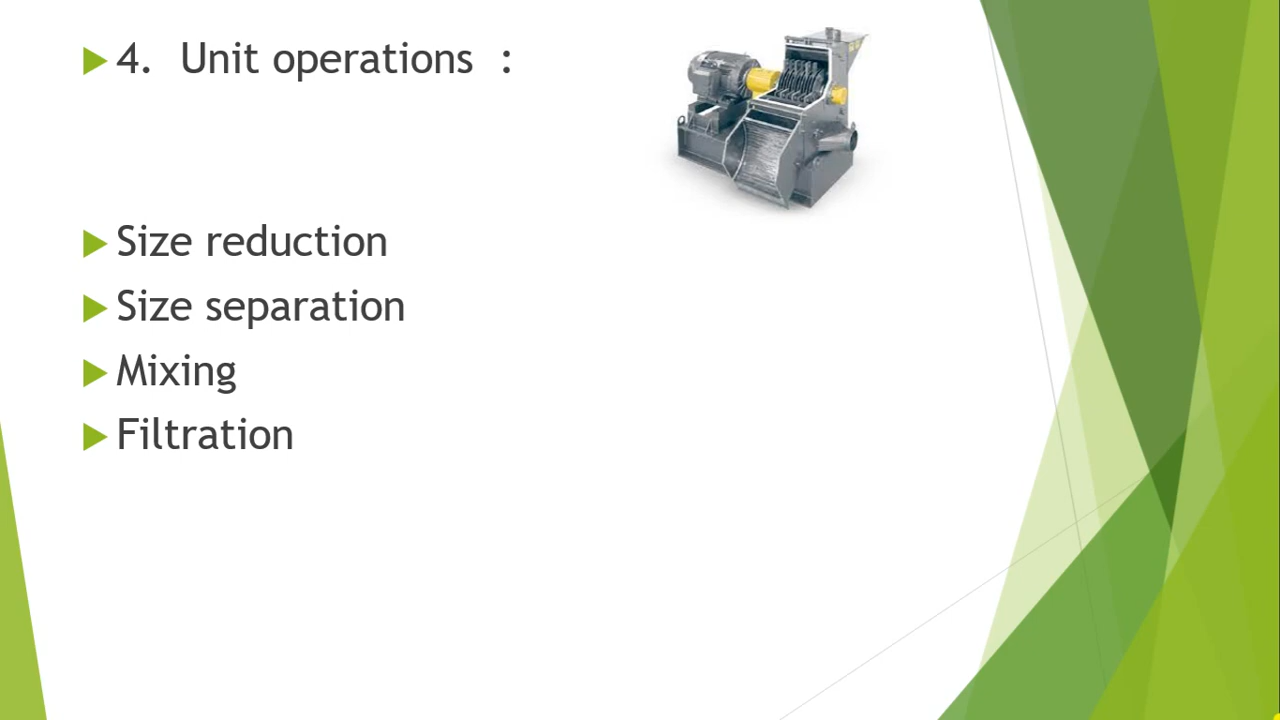 4. Unit operations :
Size reduction
Size separation
Mixing
Filtration